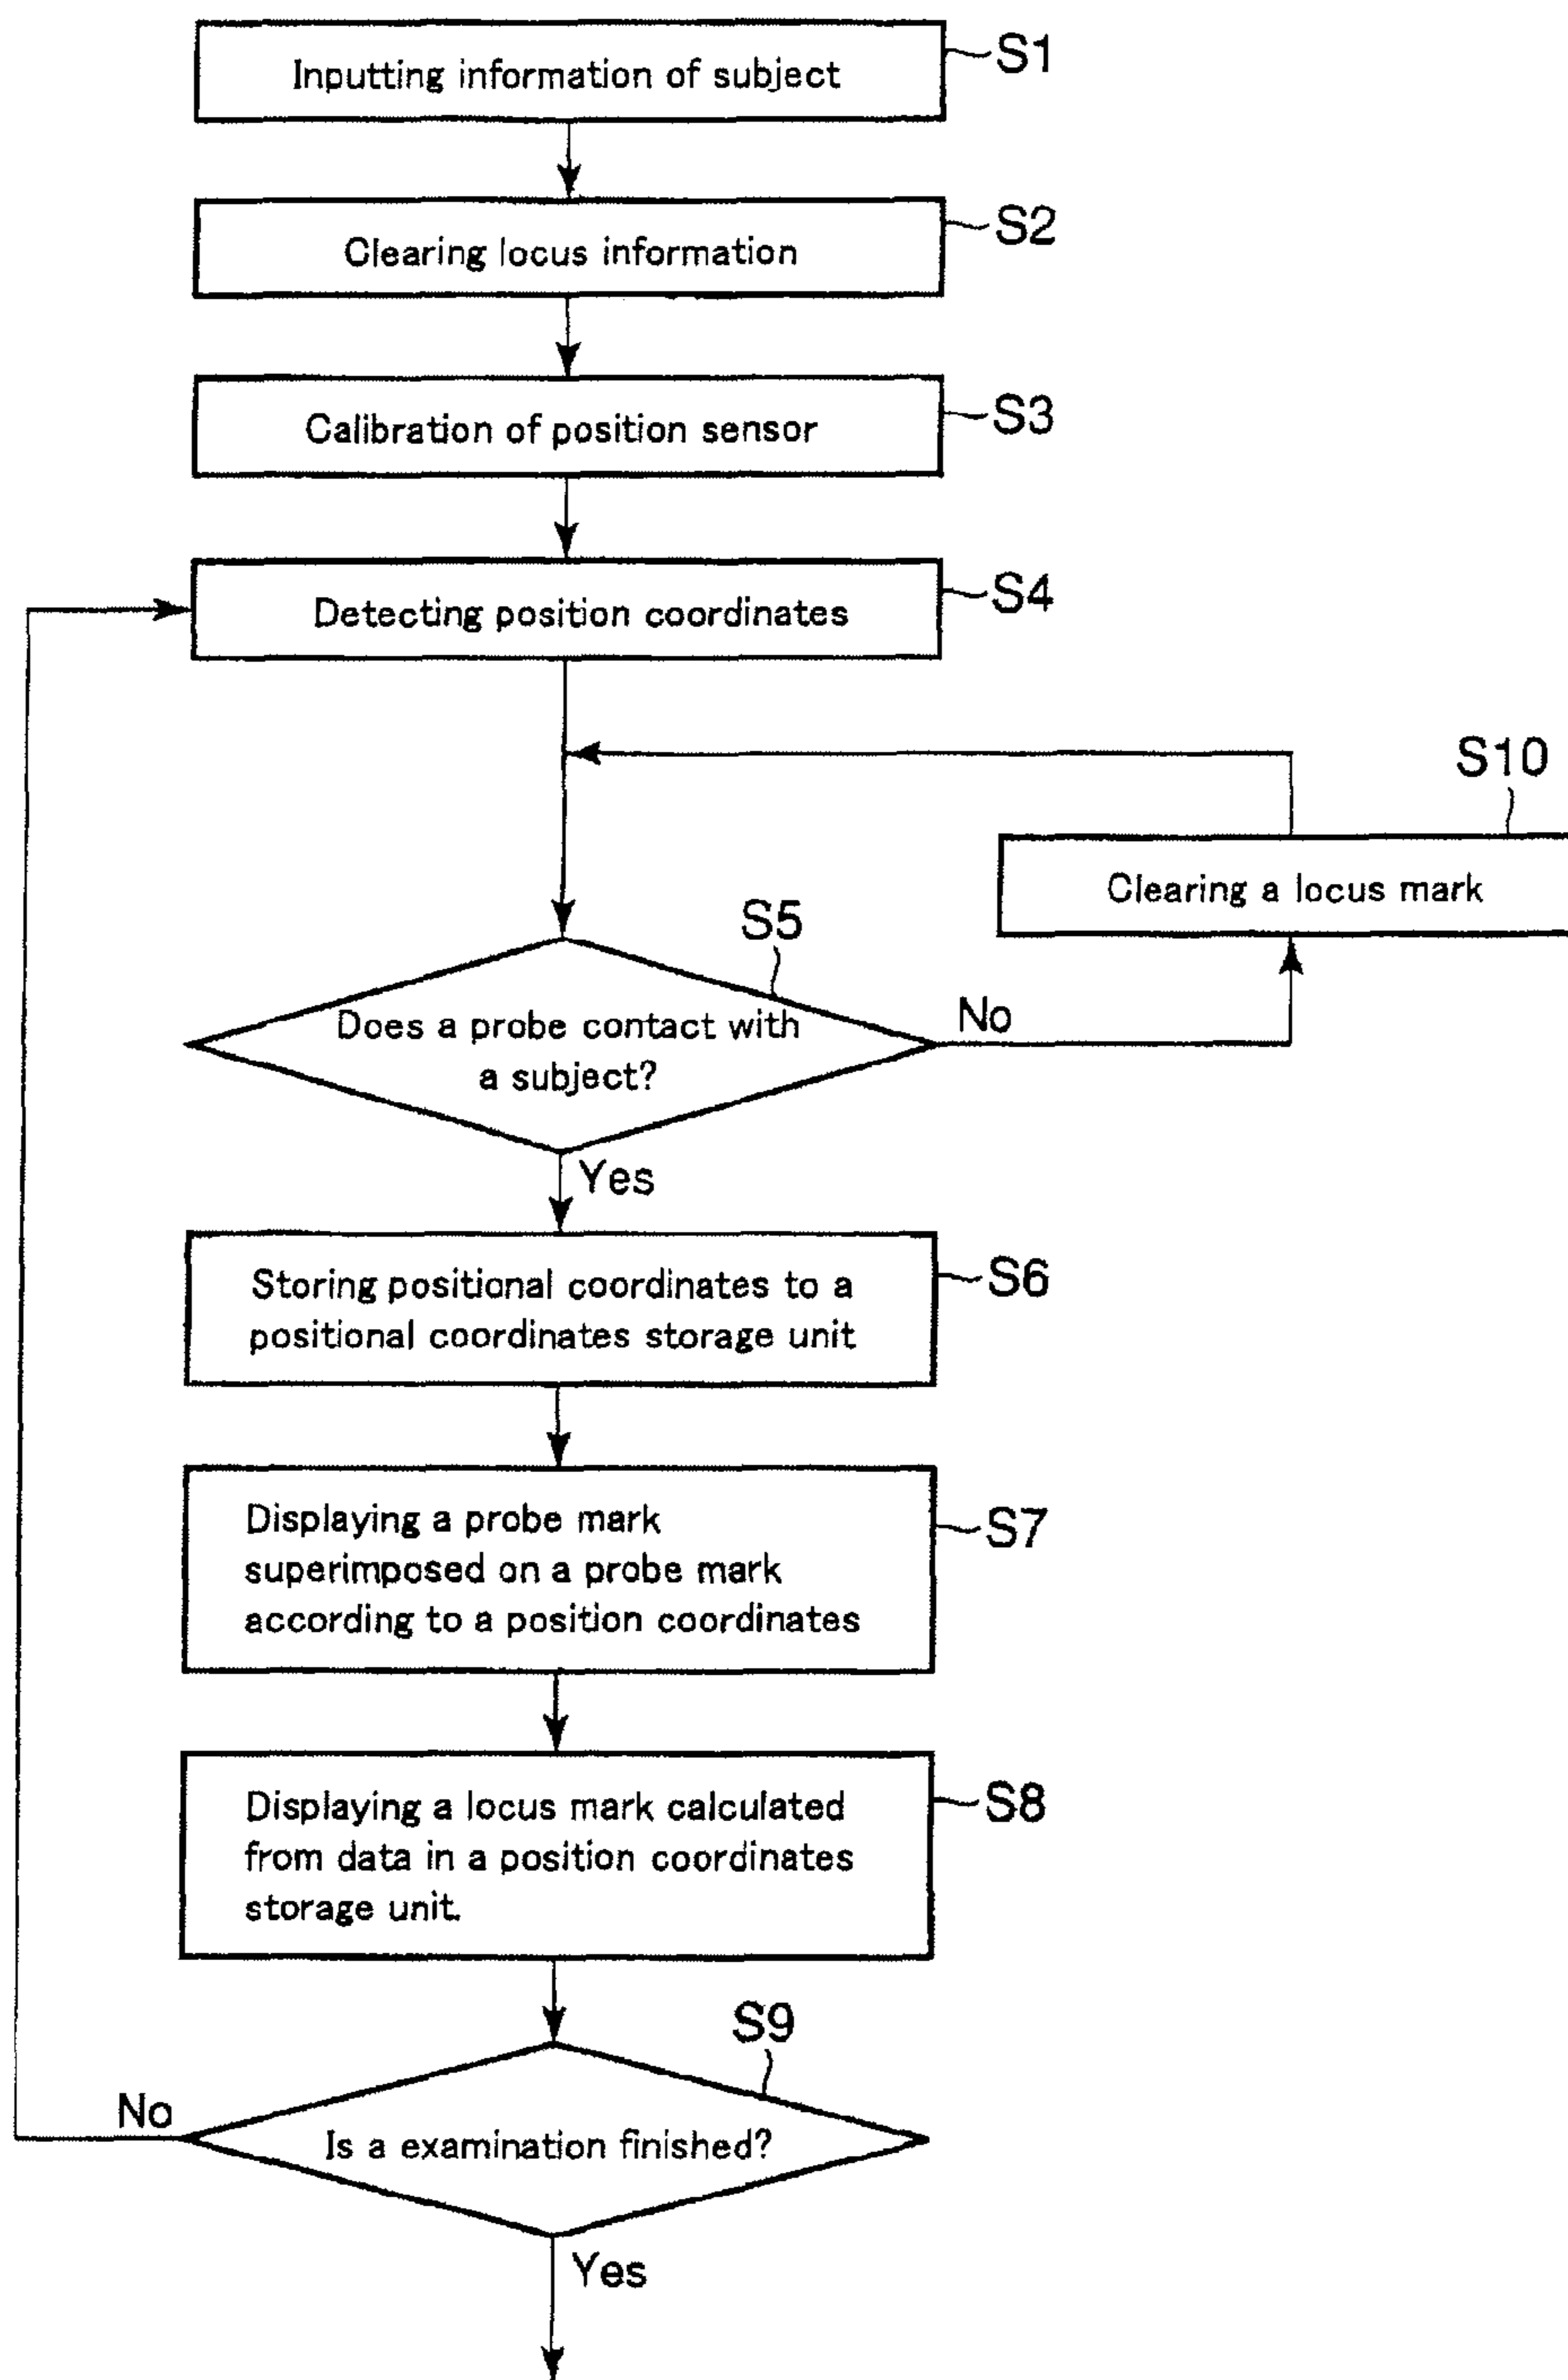 Inputting information of subject
S1
Clearing locus information
S2
Calibration of position sensor
S3
Detecting position coordinates
S4
S10
Clearing a locus mark
S5
Does a probe contact with
a subject?
No
Yes
Storing positional coordinates to a
positional coordinates storage unit
S6
Displaying a probe mark
superimposed on a probe mark
according to a position coordinates
S7
Displaying a locus mark calculated
from data in a position coordinates
storage unit.
S8
S9
No
Is a examination finished?
Yes